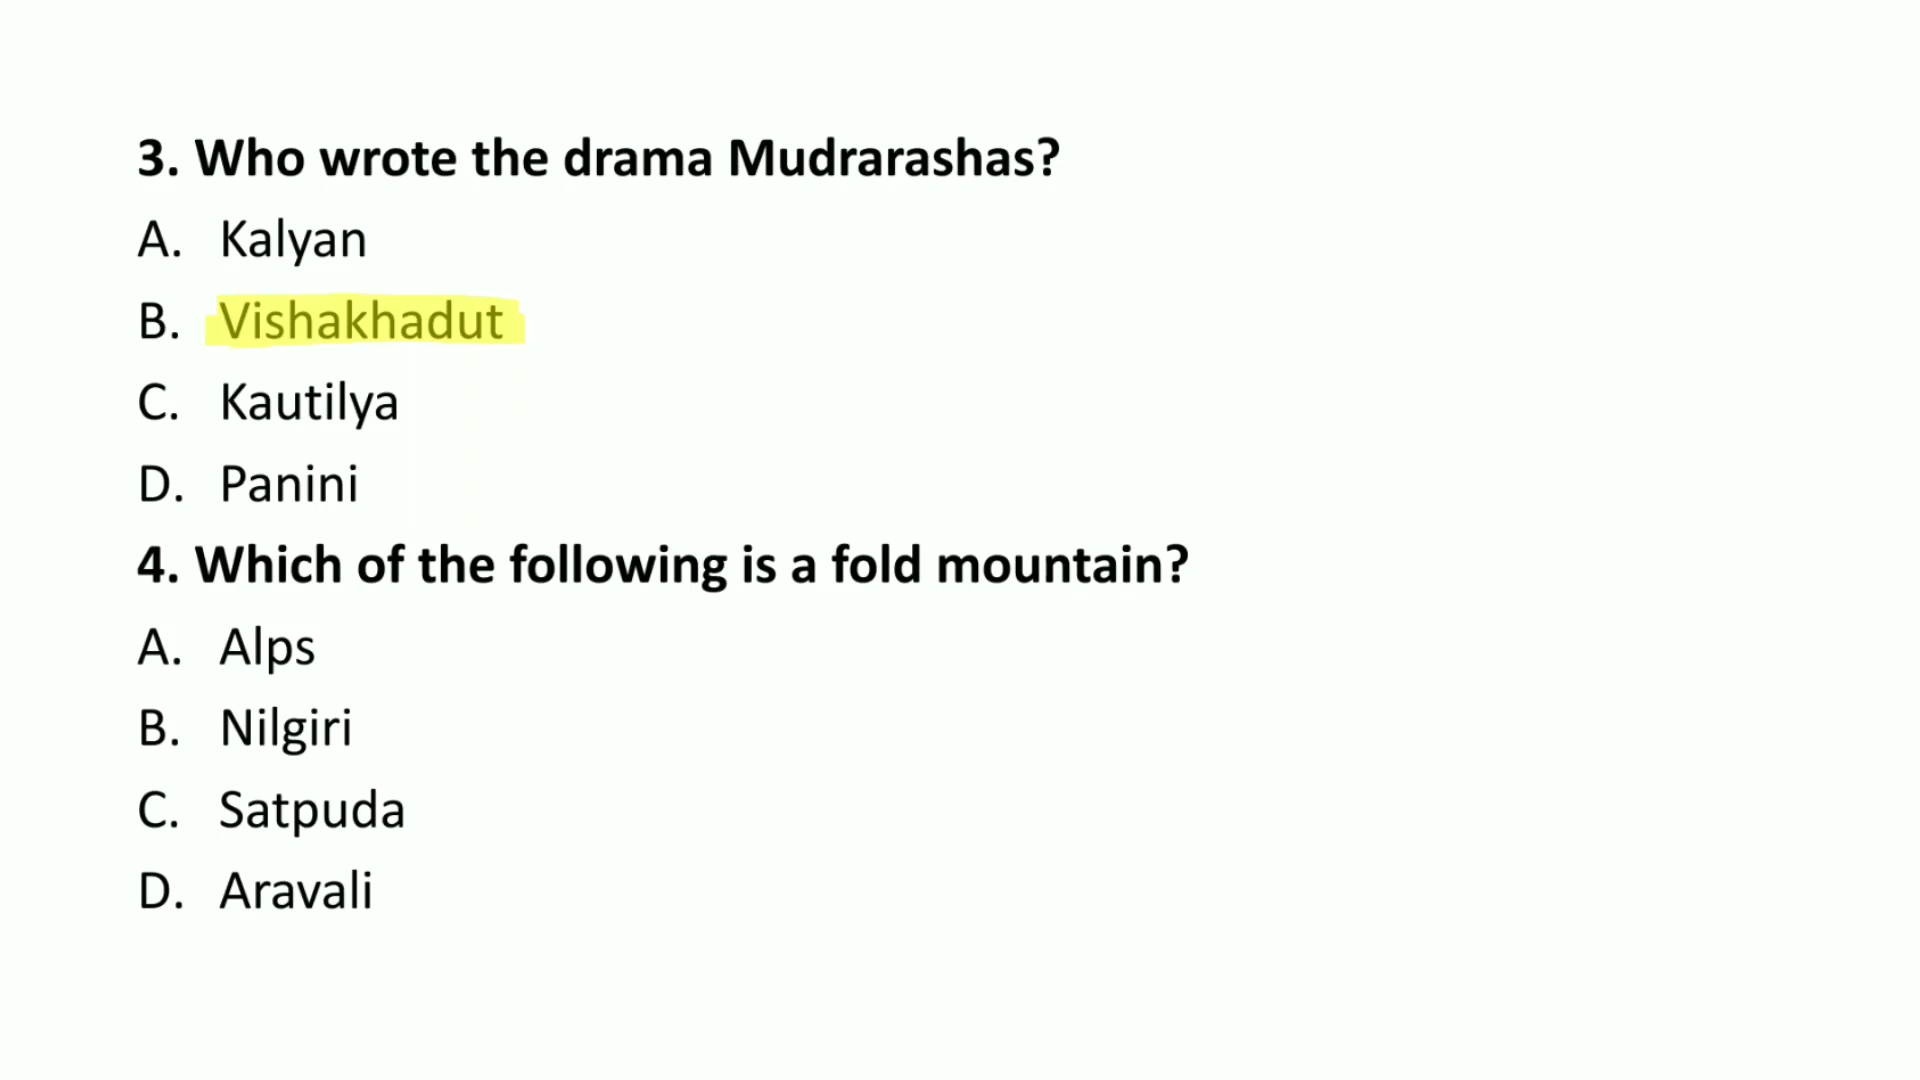 3. Who wrote the drama Mudrarashas?
A. Kalyan
B. Vishakhadut
C. Kautilya
D. Panini
4. Which of the following is a fold mountain?
A. Alps
B. Nilgiri
C. Satpuda
D. Aravali